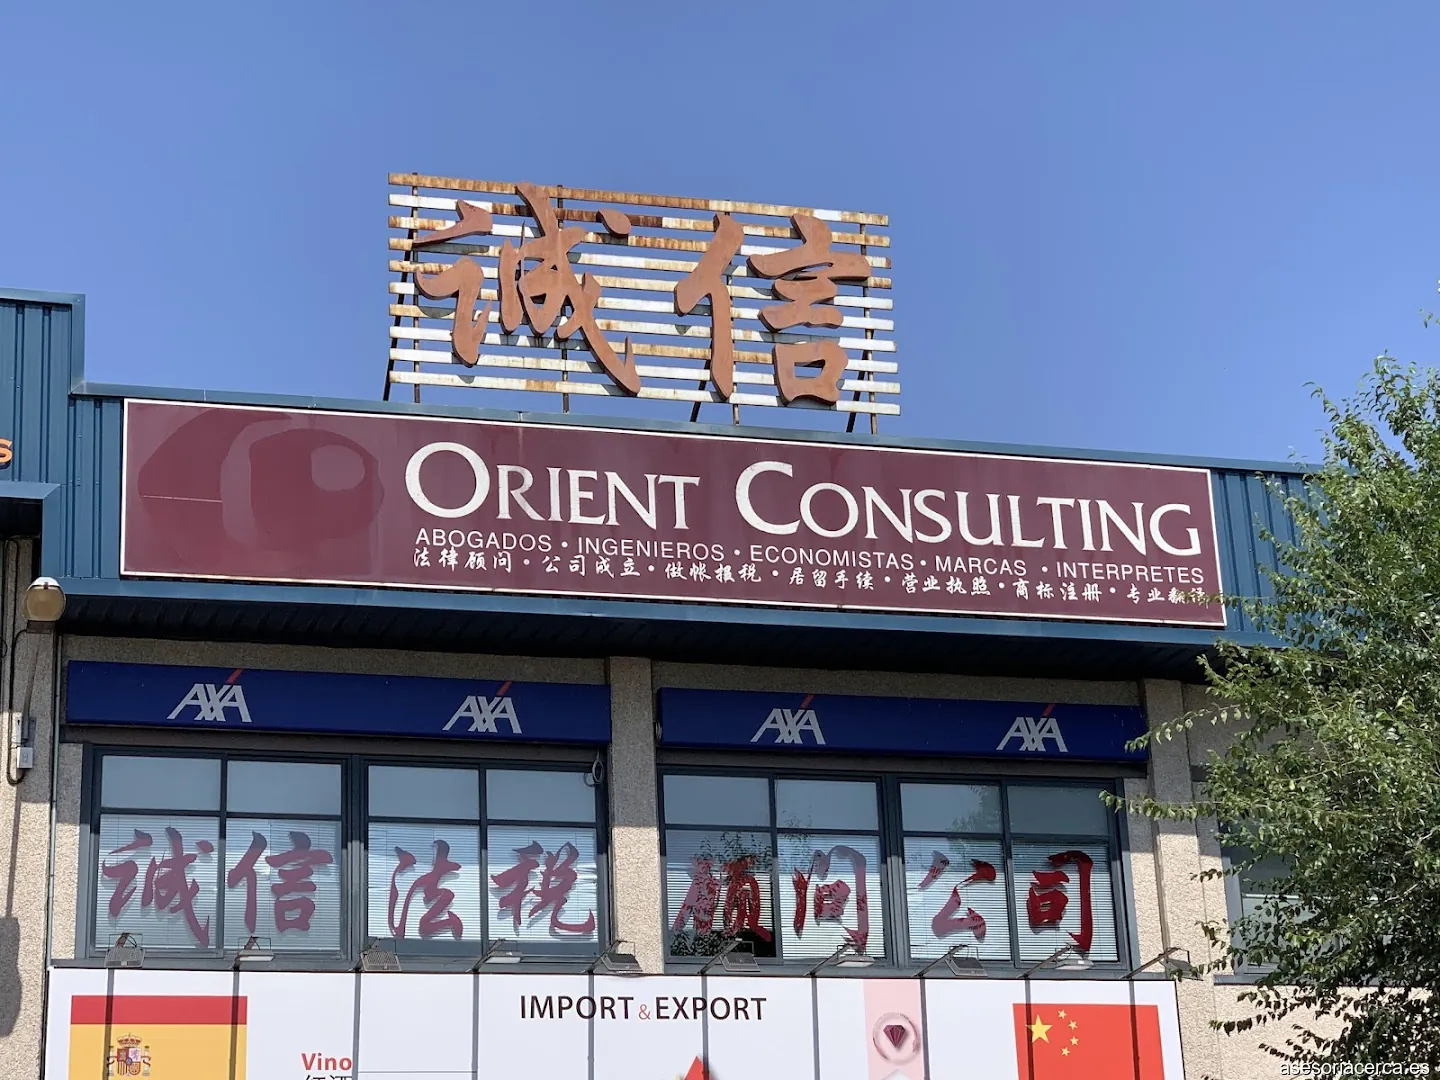 誠信
ORIENT CONSULTING
ABOGADOS • INGENIEROS • ECONOMISTAS • MARCAS • INTERPRETES
法律顾问 • 公司成立 • 做帐报税 • 居留手续 • 营业执照 • 商标注册 • 专业翻译
AXA AXA AXA AXA
誠信法税顾问公司
IMPORT & EXPORT
Vino
asesoriacerca.es